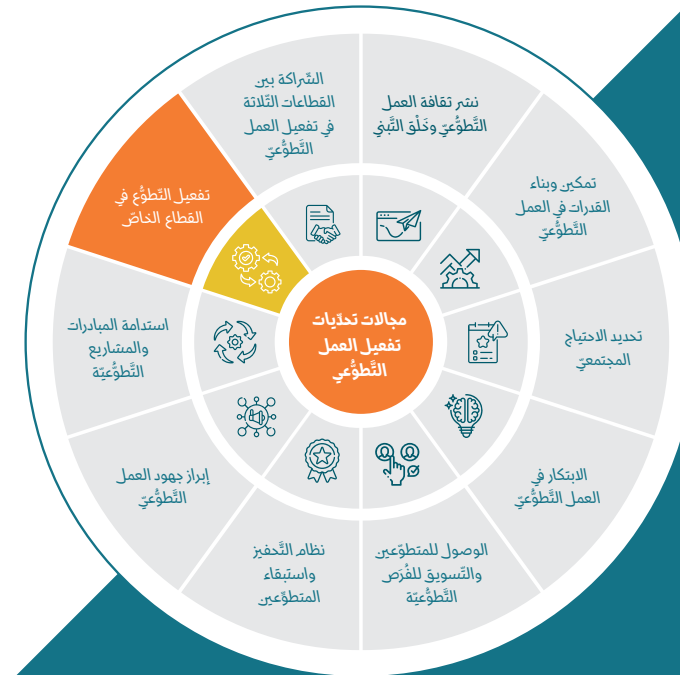 مجالات تحدّيات
تفعيل العمل
التَّطوُّعي
نشر ثقافة العمل
التَّطوُّعيّ وخَلْق التَّبني
تمكين وبناء
القدرات في العمل
التَّطوُّعيّ
تحديد الاحتياج
المجتمعيّ
الابتكار في
العمل التَّطوُّعيّ
الوصول للمتطوّعين
والتّسويق للفُرَص
التَّطوُّعيّة
نظام التَّحفيز
واستبقاء
المتطوِّعين
إبراز جهود العمل
التَّطوُّعيّ
استدامة المبادرات
والمشاريع
التَّطوُّعيّة
تفعيل التّطوُّع في
القطاع الخاصّ
الشّراكة بين
القطاعات الثّلاثة
في تفعيل العمل
التَّطوُّعيّ